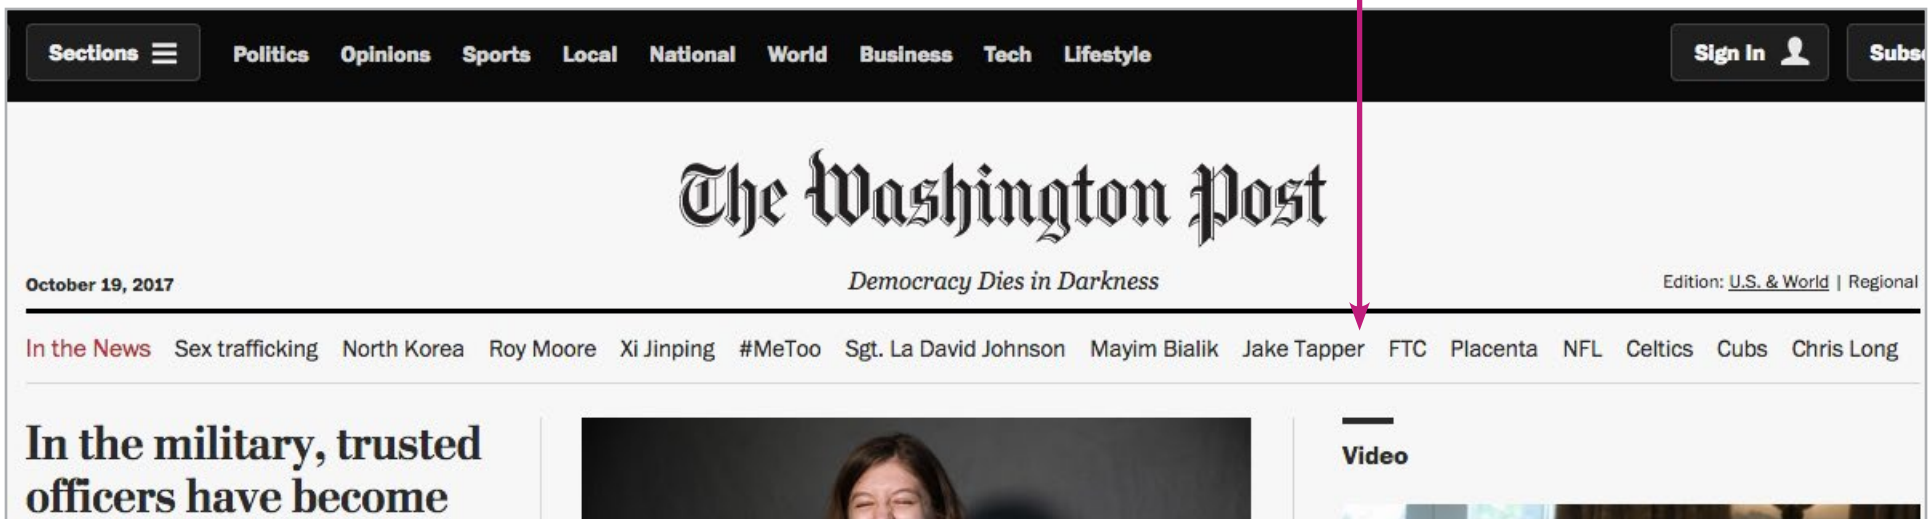 Sections Politics Opinions Sports Local National World Business Tech Lifestyle Sign In
The Washington Post
October 19, 2017 Democracy Dies in Darkness Edition: U.S. & World | Regional
In the News Sex trafficking North Korea Roy Moore Xi Jinping #MeToo Sgt. La David Johnson Mayim Bialik Jake Tapper FTC Placenta NFL Celtics Cubs Chris Long
In the military, trusted
officers have become
Video